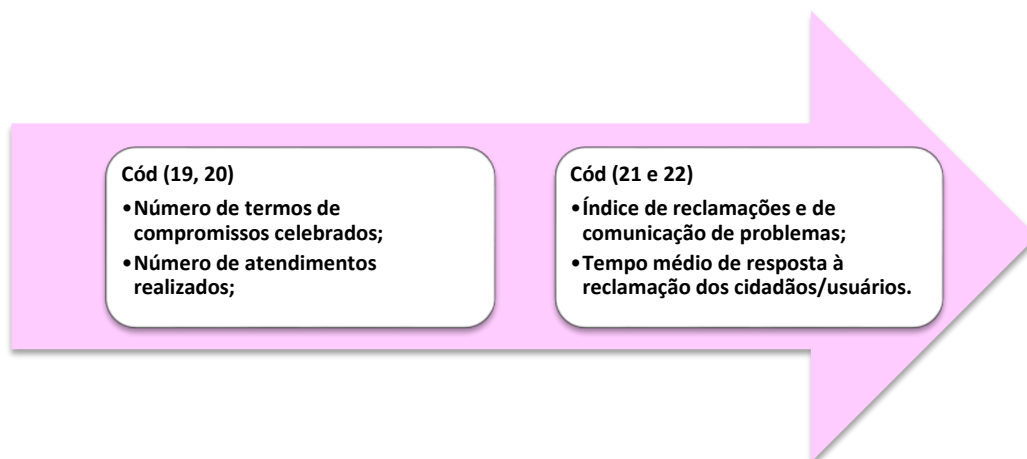 Cód (19, 20)
•Número de termos de
compromissos celebrados;
•Número de atendimentos
realizados;
Cód (21 e 22)
•Índice de reclamações e de
comunicação de problemas;
•Tempo médio de resposta à
reclamação dos cidadãos/usuários.